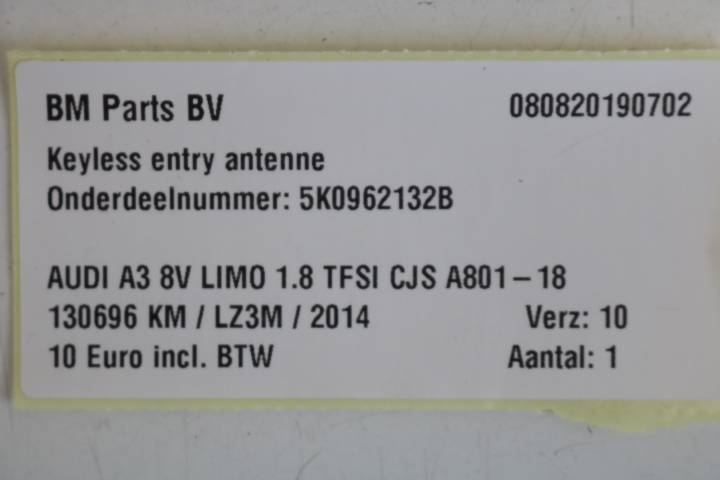 BM Parts BV 080820190702
Keyless entry antenne
Onderdeelnummer: 5K0962132B
AUDI A3 8V LIMO 1.8 TFSI CJS A801-18
130696 KM / LZ3M / 2014 Verz: 10
10 Euro incl. BTW Aantal: 1